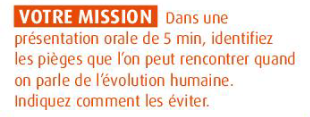 VOTRE MISSION Dans une
présentation orale de 5 min, identifiez
les pièges que l'on peut rencontrer quand
on parle de l'évolution humaine.
Indiquez comment les éviter.